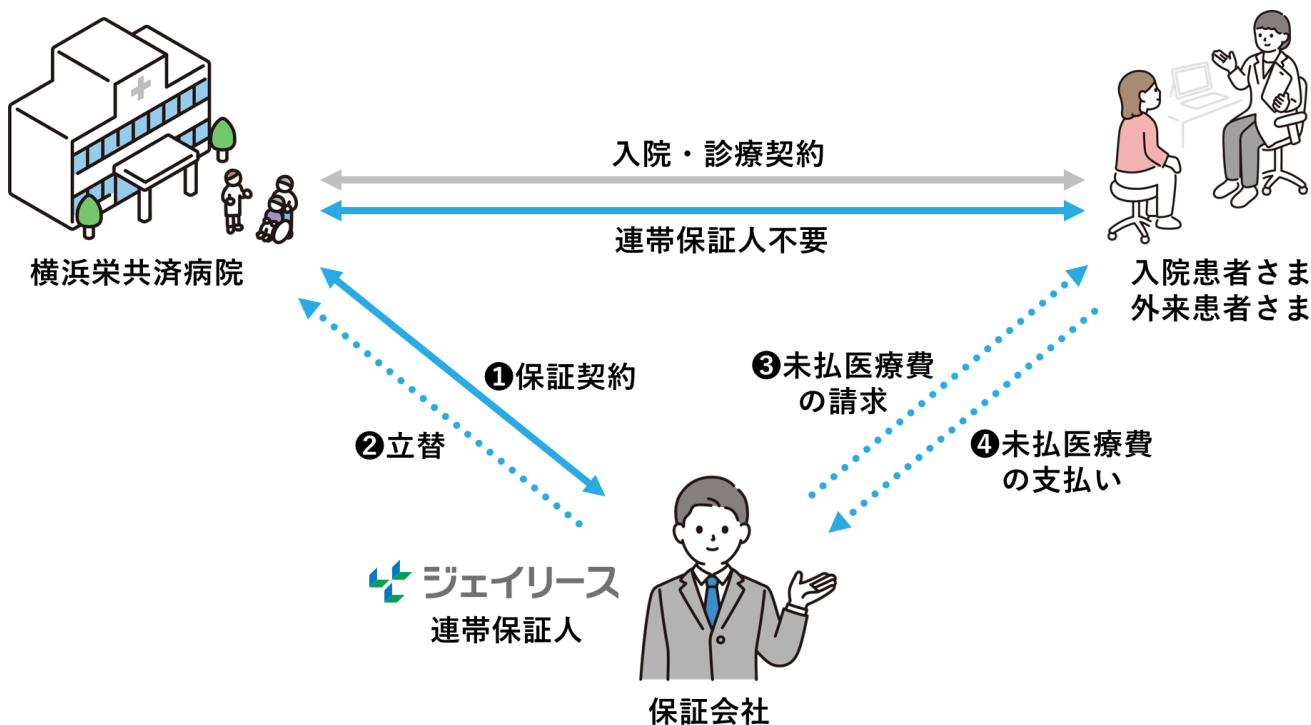 入院・診療契約
連帯保証人不要
横浜栄共済病院
入院患者さま
外来患者さま
❶保証契約
❷立替
❸未払医療費
の請求
❹未払医療費
の支払い
ジェイリース
連帯保証人
保証会社